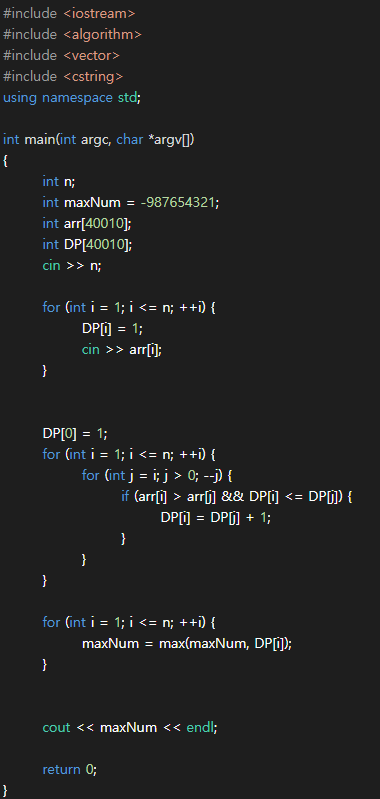 #include <iostream>
#include <algorithm>
#include <vector>
#include <cstring>
using namespace std;
int main(int argc, char *argv[])
{
int n;
int maxNum = -987654321;
int arr[40010];
int DP[40010];
cin >> n;
for (int i = 1; i <= n; ++i) {
DP[i] = 1;
cin >> arr[i];
}
DP[0] = 1;
for (int i = 1; i <= n; ++i) {
for (int j = i; j > 0; --j) {
if (arr[i] > arr[j] && DP[i] <= DP[j]) {
DP[i] = DP[j] + 1;
}
}
}
for (int i = 1; i <= n; ++i) {
maxNum = max(maxNum, DP[i]);
}
cout << maxNum << endl;
return 0;
}